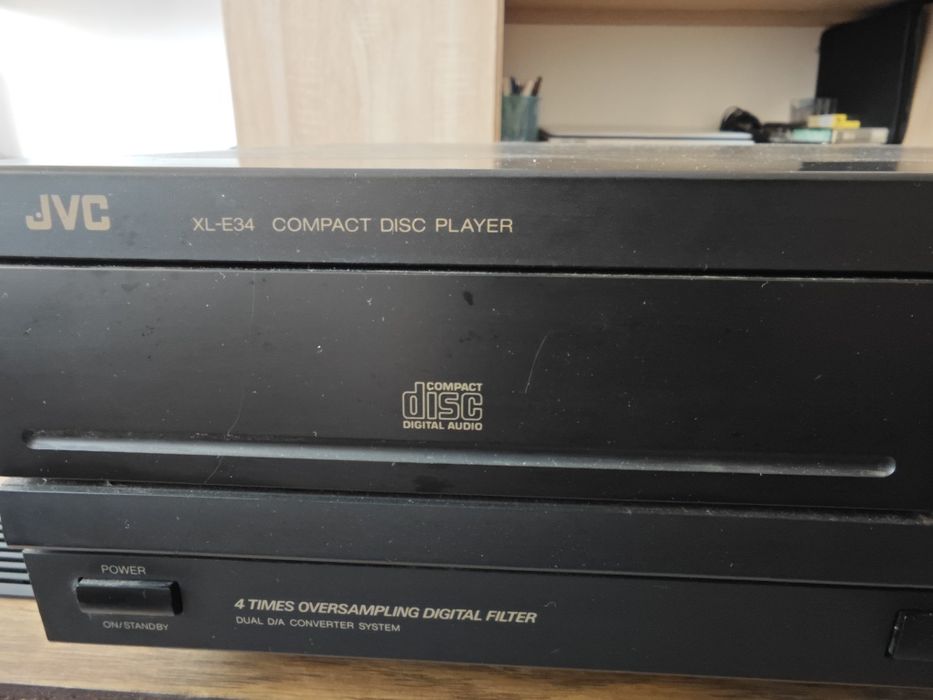 JVC
XL-E34 COMPACT DISC PLAYER
COMPACT
disc
DIGITAL AUDIO
POWER
ON/STANDBY
4 TIMES OVERSAMPLING DIGITAL FILTER
DUAL D/A CONVERTER SYSTEM